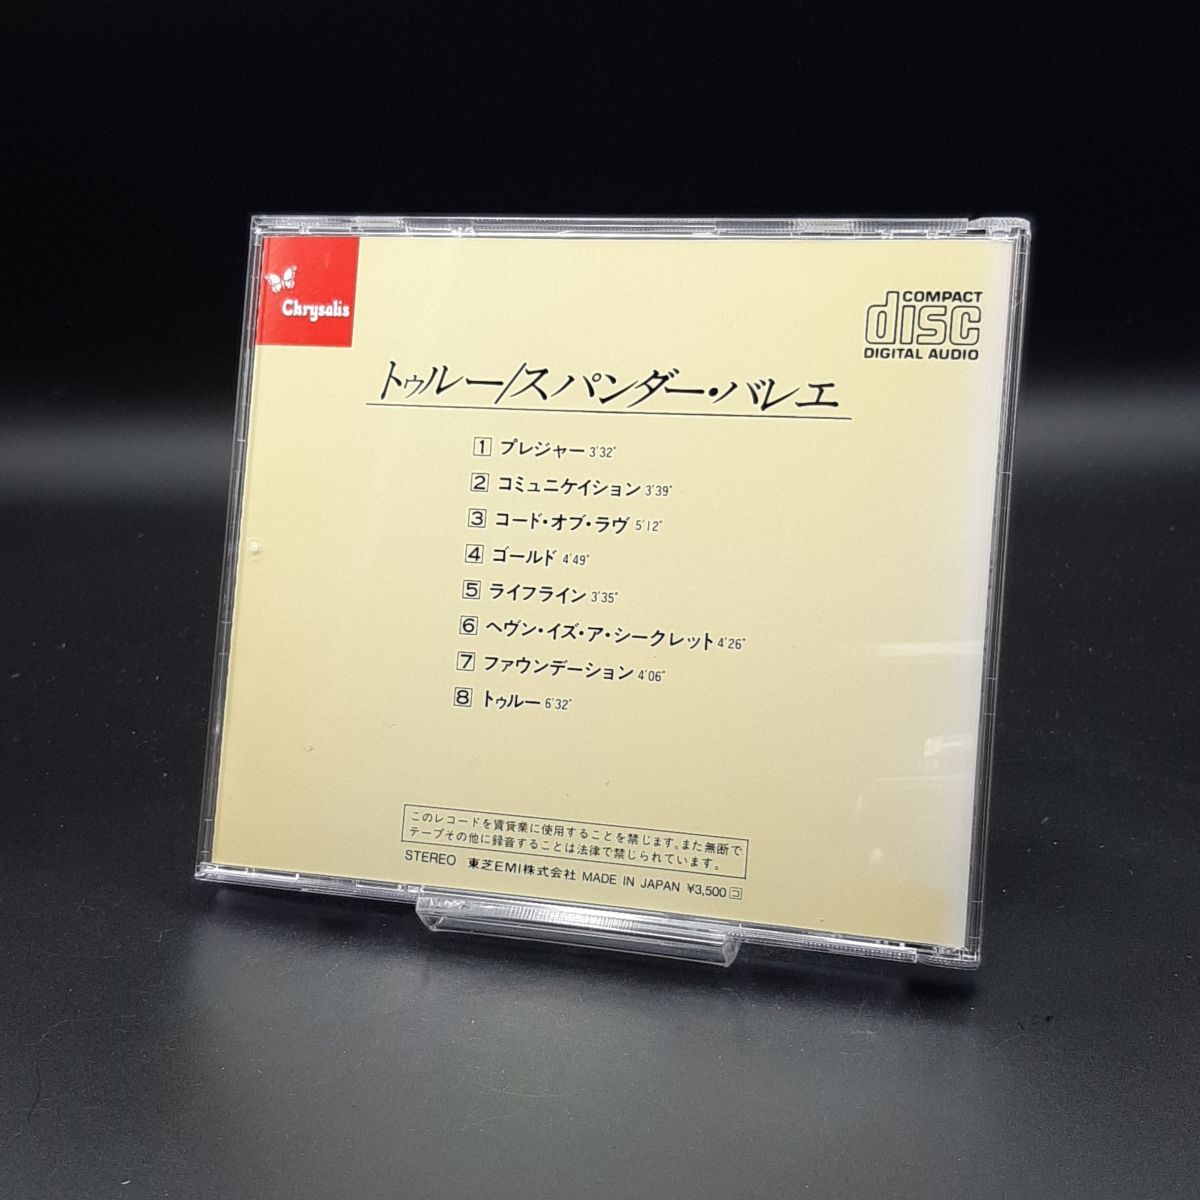 Chrysalis
COMPACT
disc
DIGITAL AUDIO
トゥルー/スパンダー・バレエ
1 プレジャー 3'32"
2 コミュニケイション 3'39"
3 コード・オブ・ラヴ 5'12"
4 ゴールド 4'49"
5 ライフライン 3'35"
6 ヘヴン・イズ・ア・シークレット 4'26"
7 ファウンデーション 4'06"
8 トゥルー 6'32"
このレコードを賃貸業に使用することを禁じます。また無断で
テープその他に録音することは法律で禁じられています。
STEREO 東芝EMI株式会社 MADE IN JAPAN ¥3,500 コ